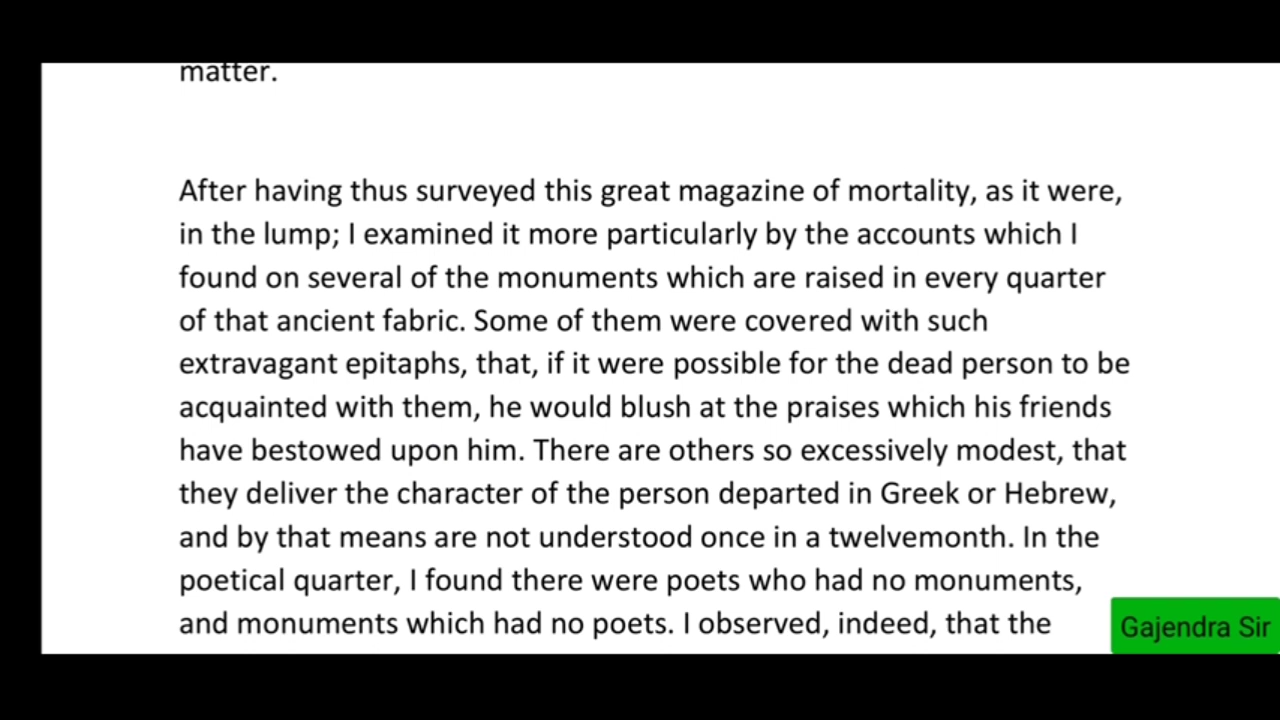 matter.
After having thus surveyed this great magazine of mortality, as it were,
in the lump; I examined it more particularly by the accounts which I
found on several of the monuments which are raised in every quarter
of that ancient fabric. Some of them were covered with such
extravagant epitaphs, that, if it were possible for the dead person to be
acquainted with them, he would blush at the praises which his friends
have bestowed upon him. There are others so excessively modest, that
they deliver the character of the person departed in Greek or Hebrew,
and by that means are not understood once in a twelvemonth. In the
poetical quarter, I found there were poets who had no monuments,
and monuments which had no poets. I observed, indeed, that the
Gajendra Sir